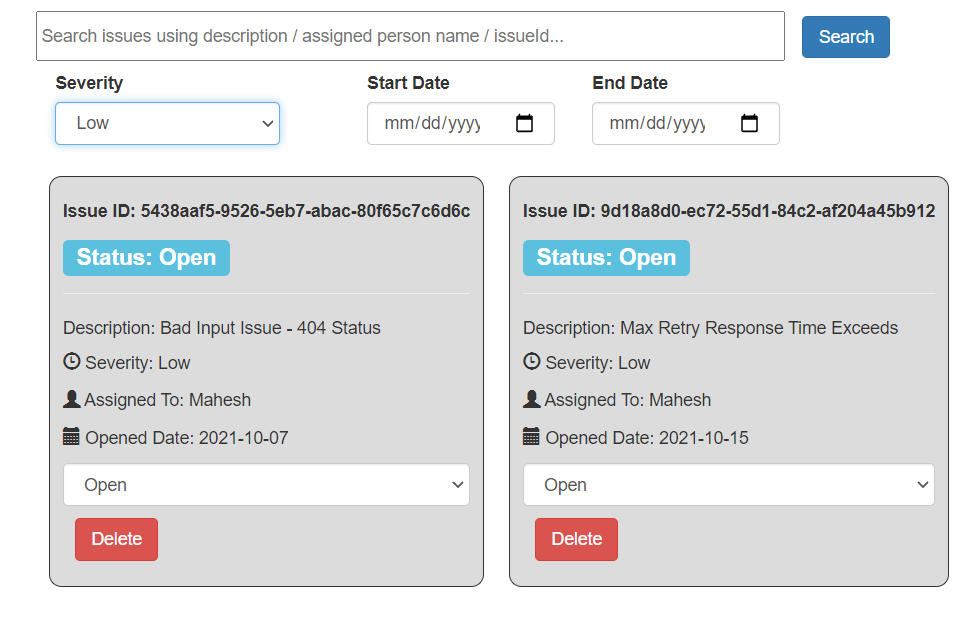 Search issues using description / assigned person name / issueId...
Search
Severity
Start Date
End Date
Low
mm/dd/yyyy
mm/dd/yyyy
Issue ID: 5438aaf5-9526-5eb7-abac-80f65c7c6d6c
Status: Open
Description: Bad Input Issue - 404 Status
Severity: Low
Assigned To: Mahesh
Opened Date: 2021-10-07
Open
Delete
Issue ID: 9d18a8d0-ec72-55d1-84c2-af204a45b912
Status: Open
Description: Max Retry Response Time Exceeds
Severity: Low
Assigned To: Mahesh
Opened Date: 2021-10-15
Open
Delete